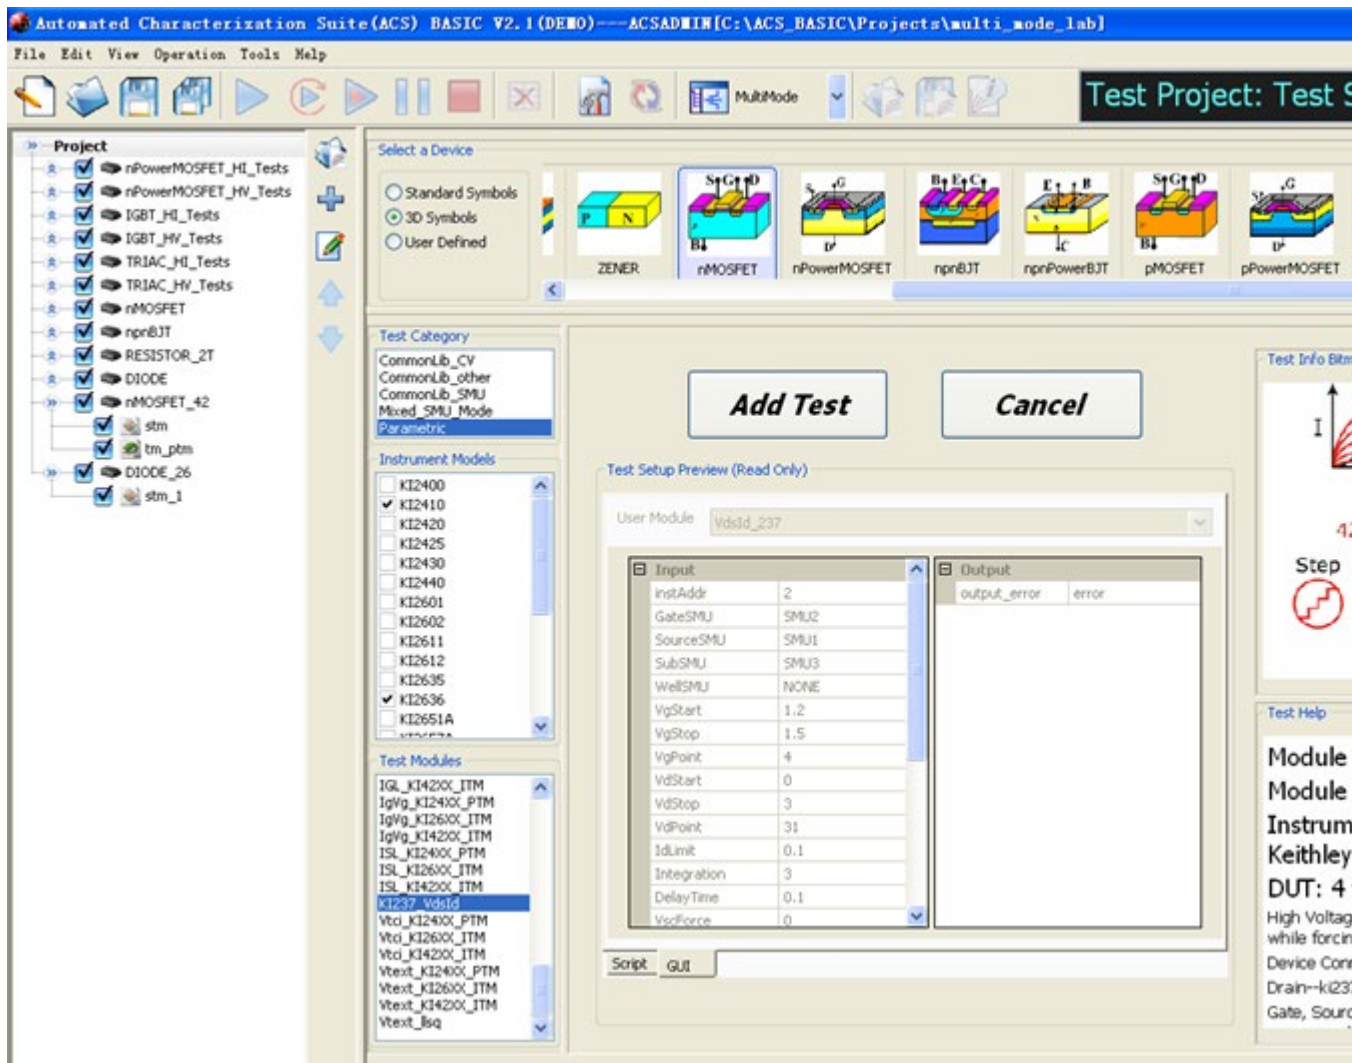 Automated Characterization Suite(ACS) BASIC V2.1(DEMO)---ACSADMIN[C:\ACS_BASIC\Projects\multi_mode_lab]
File Edit View Operation Tools Help
MultiMode
Test Project: Test S
Project
nPowerMOSFET_HI_Tests
nPowerMOSFET_HV_Tests
IGBT_HI_Tests
IGBT_HV_Tests
TRIAC_HI_Tests
TRIAC_HV_Tests
nMOSFET
npnBJT
RESISTOR_2T
DIODE
nMOSFET_42
stm
tm_ptm
DIODE_26
stm_1
Select a Device
Standard Symbols
3D Symbols
User Defined
P N
S G D
B
S G
D
B E C
E B
C
S G D
B
S G
D
ZENER
nMOSFET
nPowerMOSFET
npnBJT
npnPowerBJT
pMOSFET
pPowerMOSFET
Test Category
CommonLib_CV
CommonLib_other
CommonLib_SMU
Mixed_SMU_Mode
Parametric
Instrument Models
KI2400
KI2410
KI2420
KI2425
KI2430
KI2440
KI2601
KI2602
KI2611
KI2612
KI2635
KI2636
KI2651A
Test Modules
IGL_KI42XX_ITM
IgVg_KI24XX_PTM
IgVg_KI26XX_ITM
IgVg_KI42XX_ITM
ISL_KI24XX_PTM
ISL_KI26XX_ITM
ISL_KI42XX_ITM
KI237_VdsId
Vtci_KI24XX_PTM
Vtci_KI26XX_ITM
Vtci_KI42XX_ITM
Vtext_KI24XX_PTM
Vtext_KI26XX_ITM
Vtext_KI42XX_ITM
Vtext_lisq
Add Test
Cancel
Test Setup Preview (Read Only)
User Module VdsId_237
Input
instAddr 2
GateSMU SMU2
SourceSMU SMU1
SubSMU SMU3
WellSMU NONE
VgStart 1.2
VgStop 1.5
VgPoint 4
VdStart 0
VdStop 3
VdPoint 31
IdLimit 0.1
Integration 3
DelayTime 0.1
VscForce 0
Output
output_error error
Script GUI
Test Info Bitm
I
42
Step
Test Help
Module
Module
Instrum
Keithley
DUT: 4
High Voltag
while forcin
Device Conn
Drain--ki237
Gate, Sourc